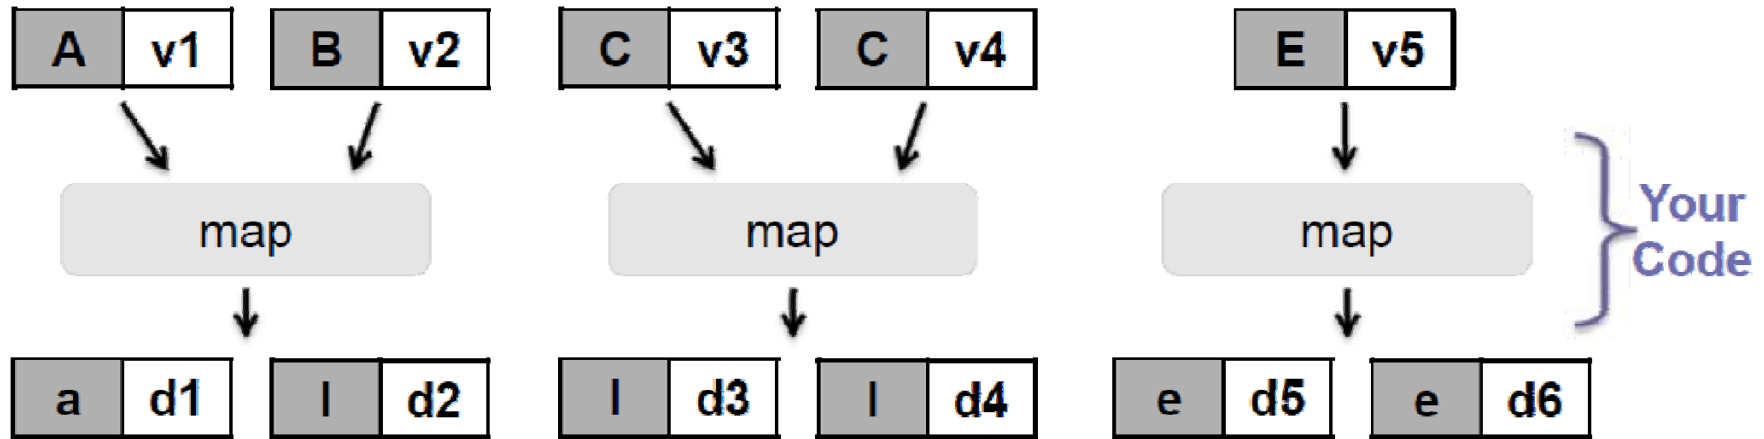 A v1 B v2 C v3 C v4 E v5
map map map
Your
Code
a d1 l d2 l d3 l d4 e d5 e d6